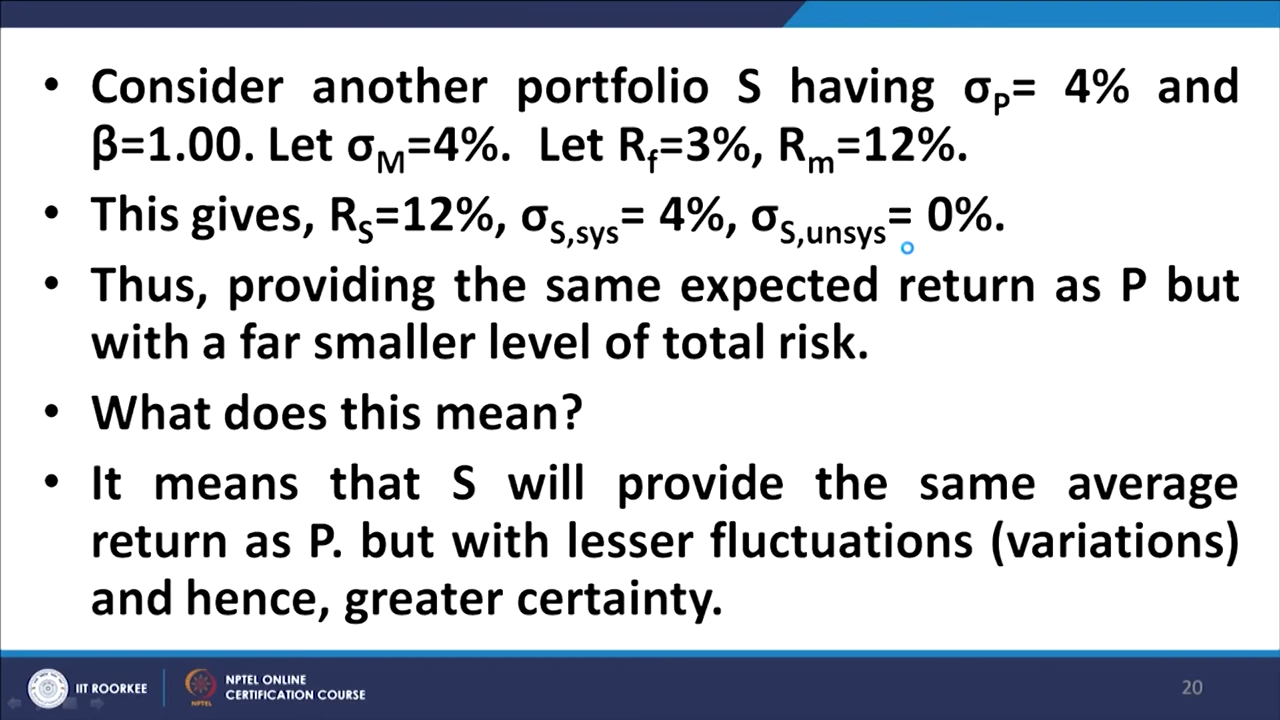 • Consider another portfolio S having σP= 4% and
β=1.00. Let σM=4%. Let Rf=3%, Rm=12%.
• This gives, RS=12%, σS,sys= 4%, σS,unsys= 0%.
• Thus, providing the same expected return as P but
with a far smaller level of total risk.
• What does this mean?
• It means that S will provide the same average
return as P. but with lesser fluctuations (variations)
and hence, greater certainty.
IIT ROORKEE
NPTEL ONLINE
CERTIFICATION COURSE
NPTEL
20